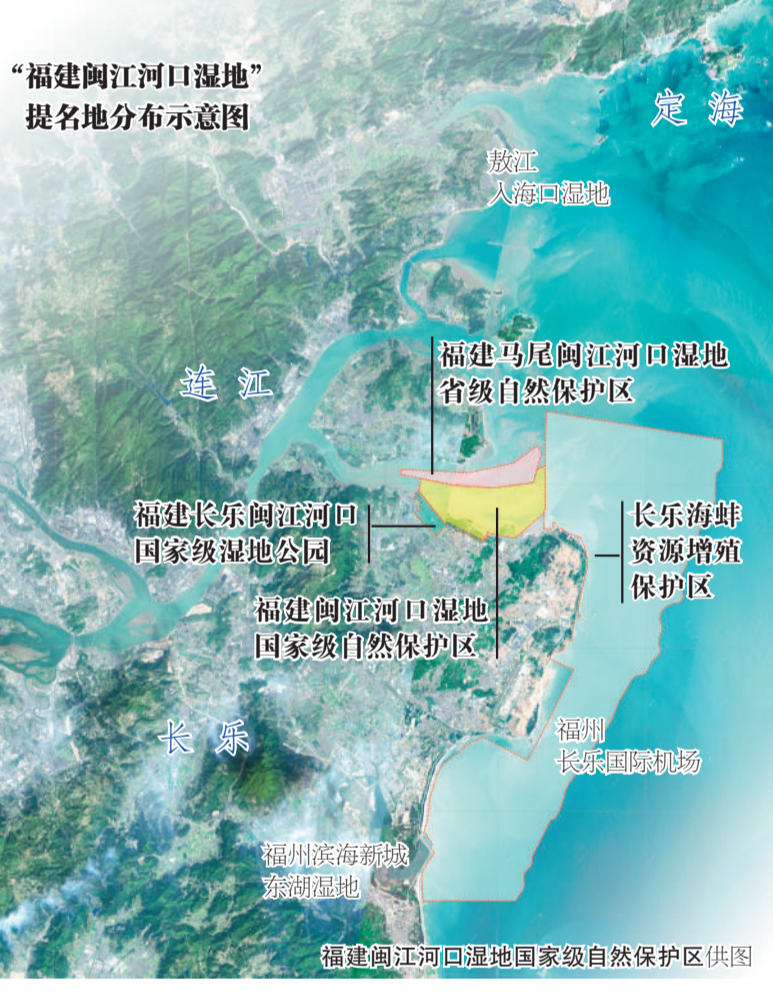 “福建闽江河口湿地”
提名地分布示意图
定海
敖江
入海口湿地
福建马尾闽江河口湿地
省级自然保护区
连江
福建长乐闽江河口
国家级湿地公园
长乐海蚌
资源增殖
保护区
福建闽江河口湿地
国家级自然保护区
长乐
福州
长乐国际机场
福州滨海新城
东湖湿地
福建闽江河口湿地国家级自然保护区供图